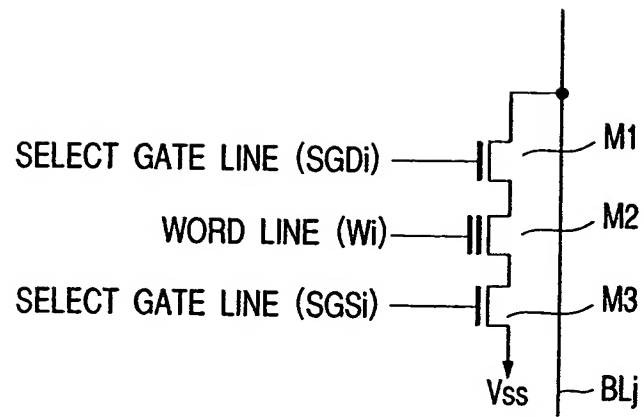 SELECT GATE LINE (SGDi)
M1
WORD LINE (Wi)
M2
SELECT GATE LINE (SGSi)
M3
Vss
BLj